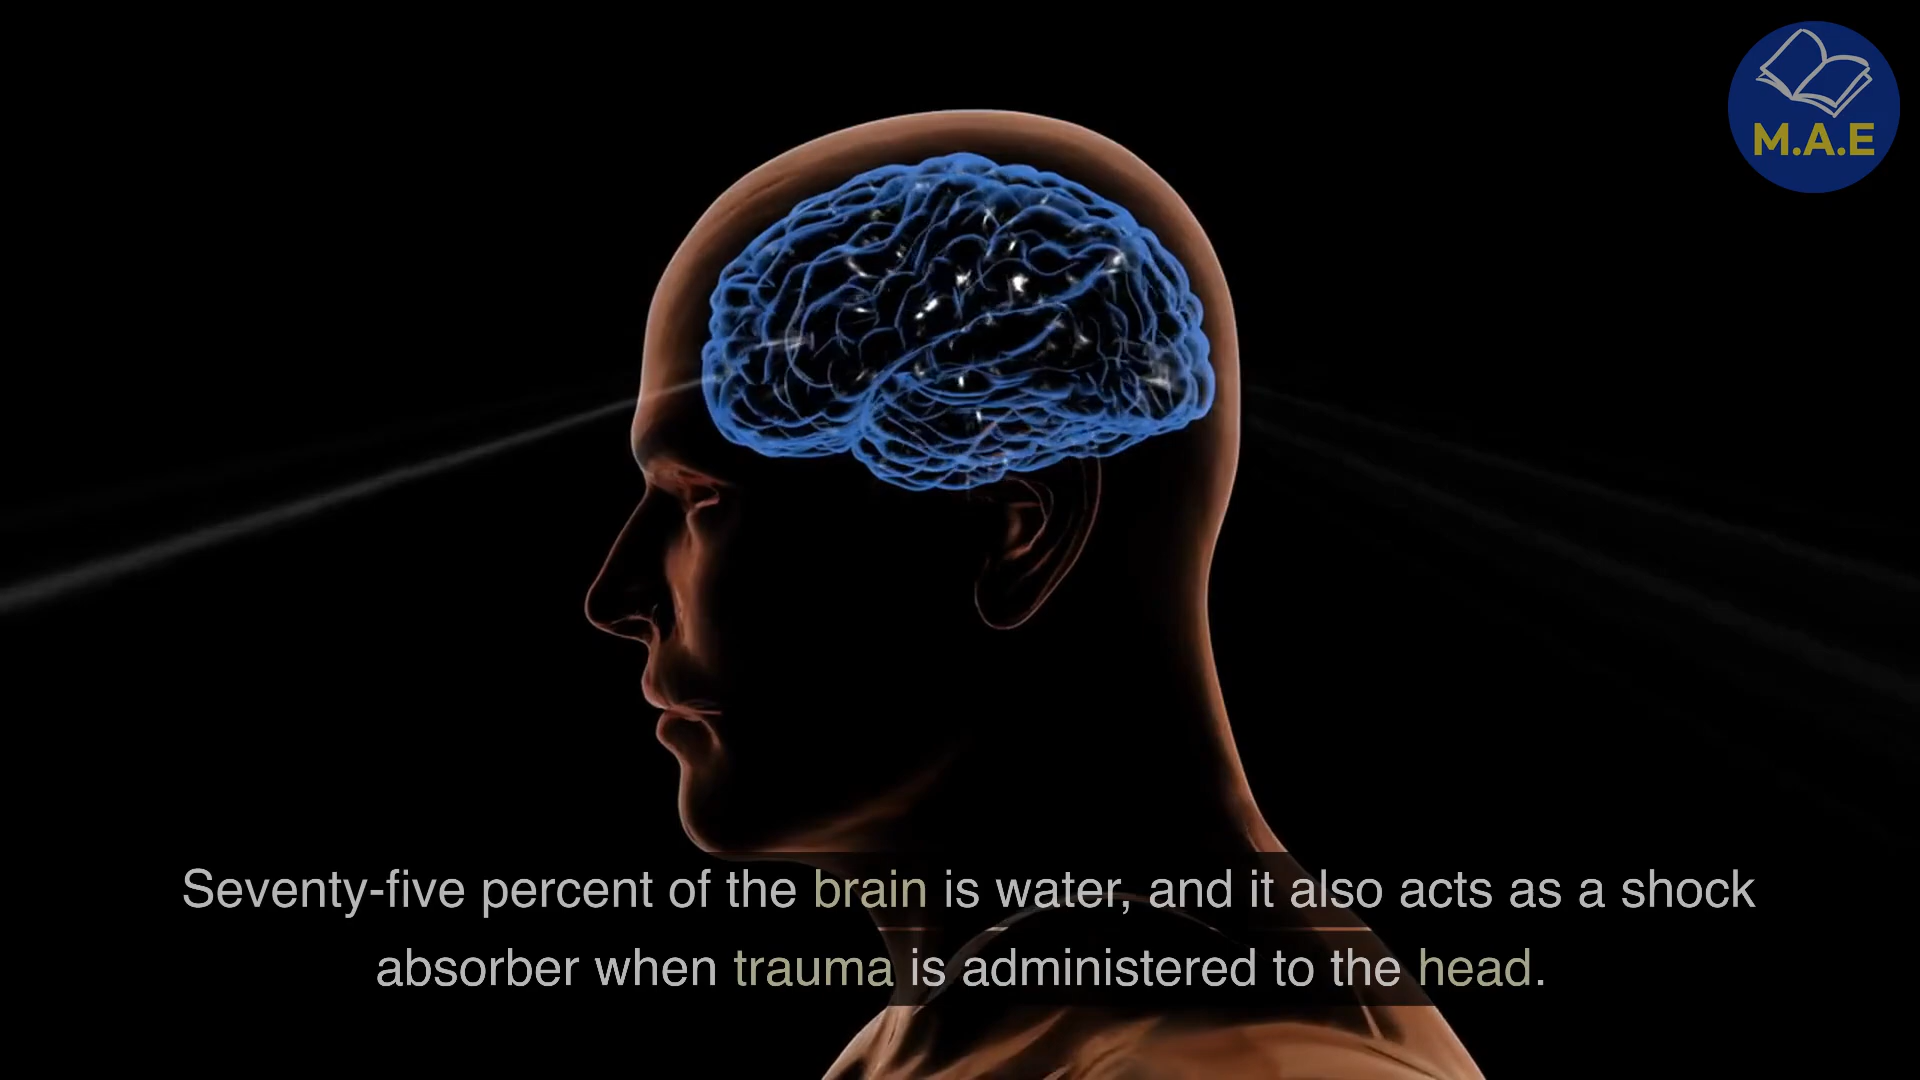 M.A.E
Seventy-five percent of the brain is water, and it also acts as a shock
absorber when trauma is administered to the head.